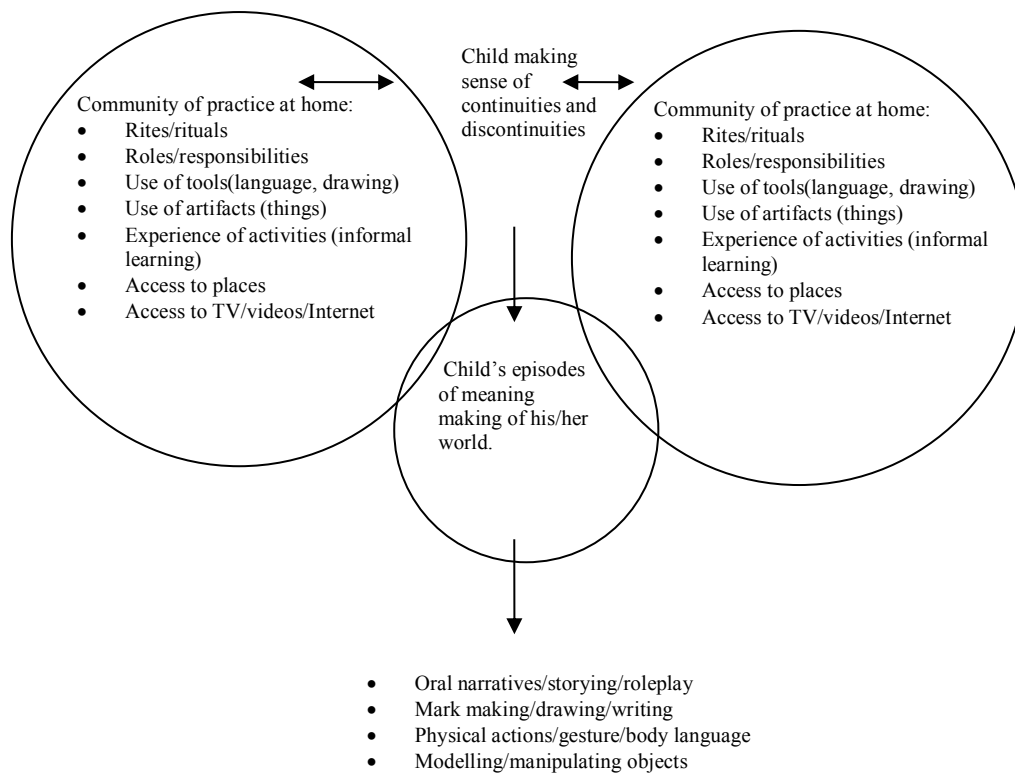 Child making
sense of
continuities and
discontinuities
Community of practice at home:
• Rites/rituals
• Roles/responsibilities
• Use of tools(language, drawing)
• Use of artifacts (things)
• Experience of activities (informal
learning)
• Access to places
• Access to TV/videos/Internet
Community of practice at home:
• Rites/rituals
• Roles/responsibilities
• Use of tools(language, drawing)
• Use of artifacts (things)
• Experience of activities (informal
learning)
• Access to places
• Access to TV/videos/Internet
Child’s episodes
of meaning
making of his/her
world.
• Oral narratives/storying/roleplay
• Mark making/drawing/writing
• Physical actions/gesture/body language
• Modelling/manipulating objects